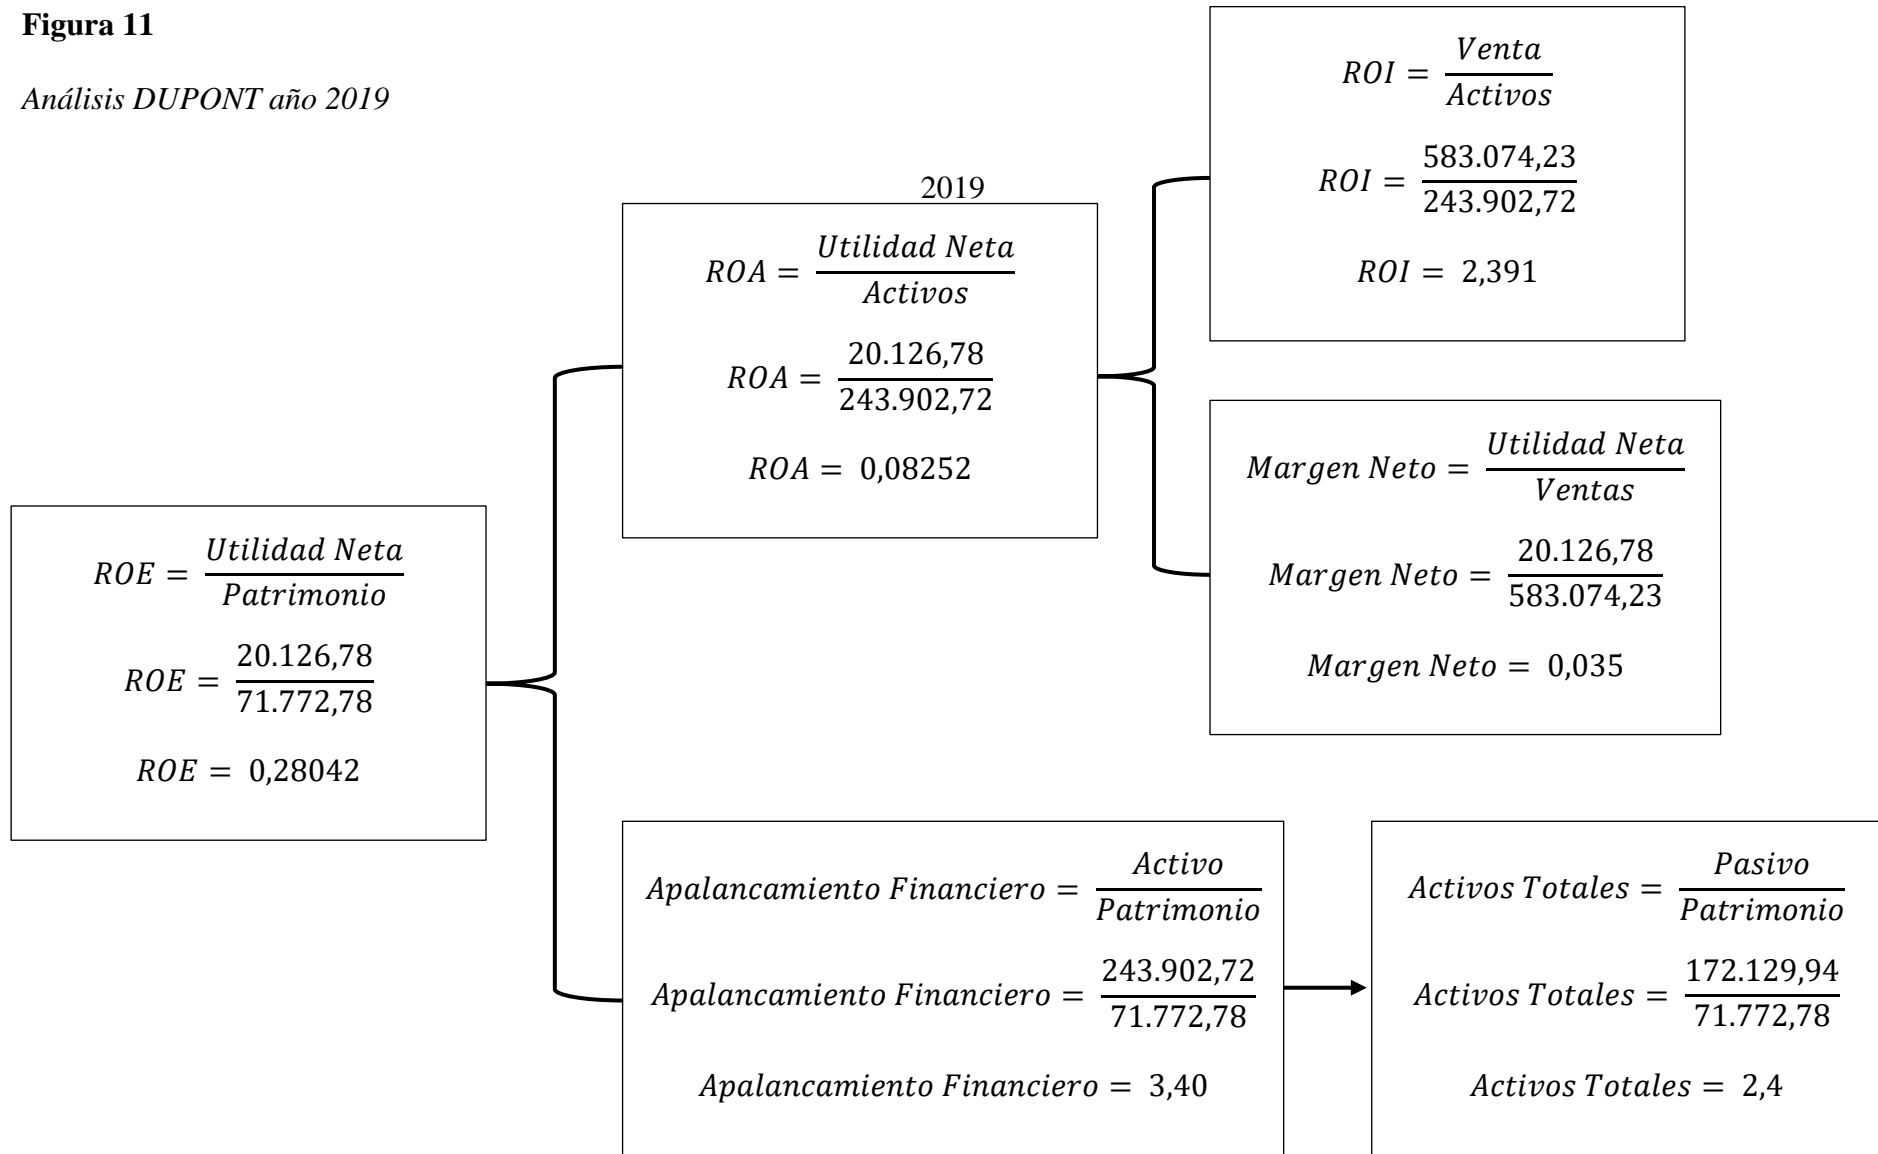 Figura 11
Análisis DUPONT año 2019
2019
ROE = Utilidad Neta / Patrimonio
ROE = 20.126,78 / 71.772,78
ROE = 0,28042
ROA = Utilidad Neta / Activos
ROA = 20.126,78 / 243.902,72
ROA = 0,08252
ROI = Venta / Activos
ROI = 583.074,23 / 243.902,72
ROI = 2,391
Margen Neto = Utilidad Neta / Ventas
Margen Neto = 20.126,78 / 583.074,23
Margen Neto = 0,035
Apalancamiento Financiero = Activo / Patrimonio
Apalancamiento Financiero = 243.902,72 / 71.772,78
Apalancamiento Financiero = 3,40
Activos Totales = Pasivo / Patrimonio
Activos Totales = 172.129,94 / 71.772,78
Activos Totales = 2,4